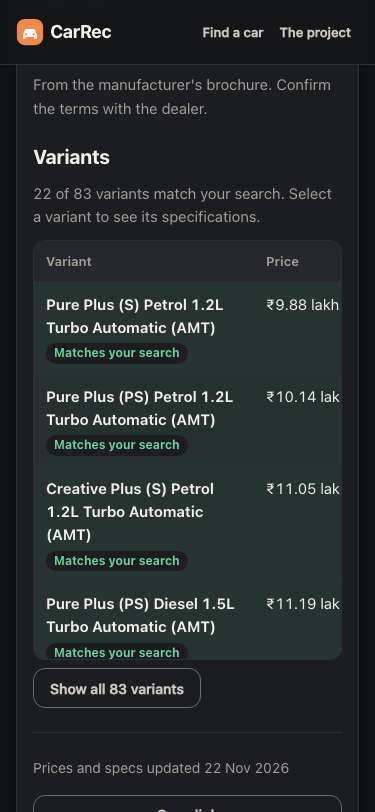 CarRec
Find a car
The project
From the manufacturer's brochure. Confirm
the terms with the dealer.
Variants
22 of 83 variants match your search. Select
a variant to see its specifications.
Variant
Price
Pure Plus (S) Petrol 1.2L
Turbo Automatic (AMT)
₹9.88 lakh
Matches your search
Pure Plus (PS) Petrol 1.2L
Turbo Automatic (AMT)
₹10.14 lak
Matches your search
Creative Plus (S) Petrol
1.2L Turbo Automatic
(AMT)
₹11.05 lak
Matches your search
Pure Plus (PS) Diesel 1.5L
Turbo Automatic (AMT)
₹11.19 lak
Matches your search
Show all 83 variants
Prices and specs updated 22 Nov 2026